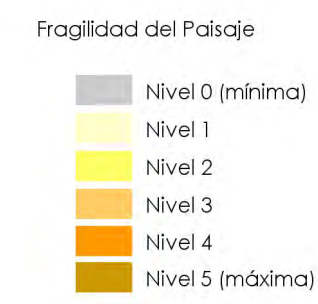 Fragilidad del Paisaje
Nivel 0 (mínima)
Nivel 1
Nivel 2
Nivel 3
Nivel 4
Nivel 5 (máxima)